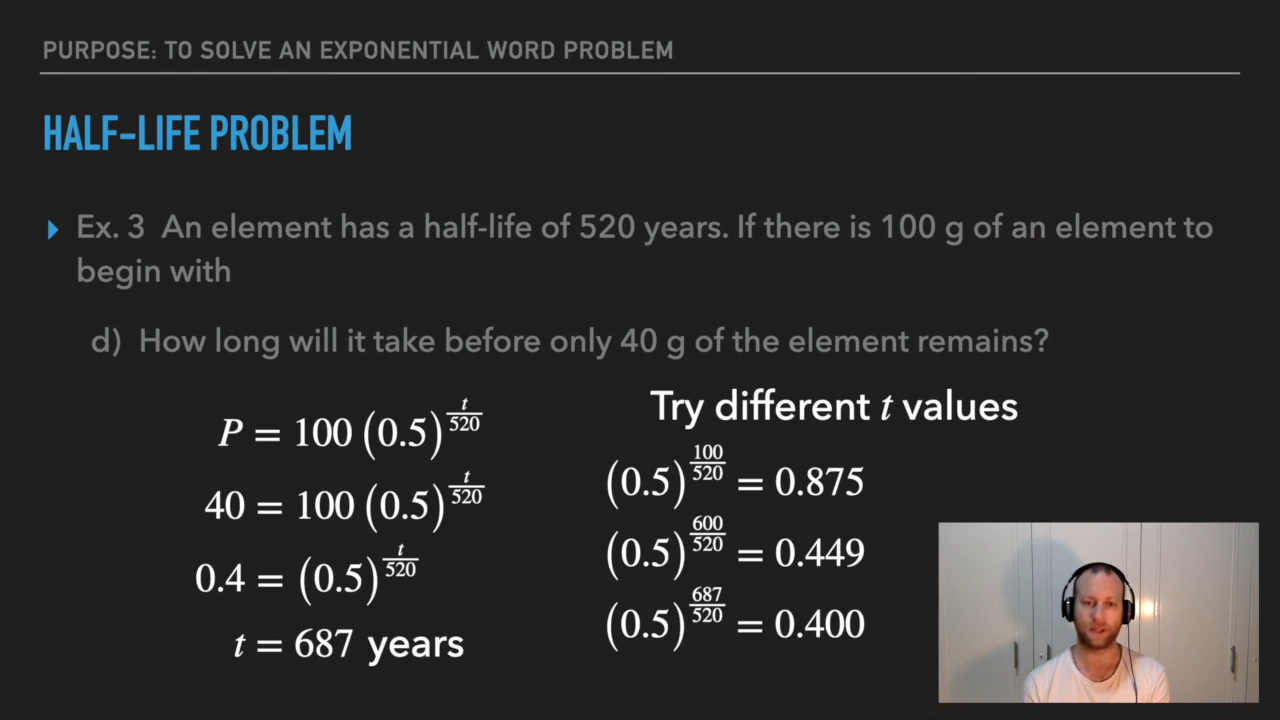 PURPOSE: TO SOLVE AN EXPONENTIAL WORD PROBLEM
HALF-LIFE PROBLEM
Ex. 3 An element has a half-life of 520 years. If there is 100 g of an element to
begin with
d) How long will it take before only 40 g of the element remains?
P = 100 (0.5)^(t/520)
40 = 100 (0.5)^(t/520)
0.4 = (0.5)^(t/520)
t = 687 years
Try different t values
(0.5)^(100/520) = 0.875
(0.5)^(600/520) = 0.449
(0.5)^(687/520) = 0.400